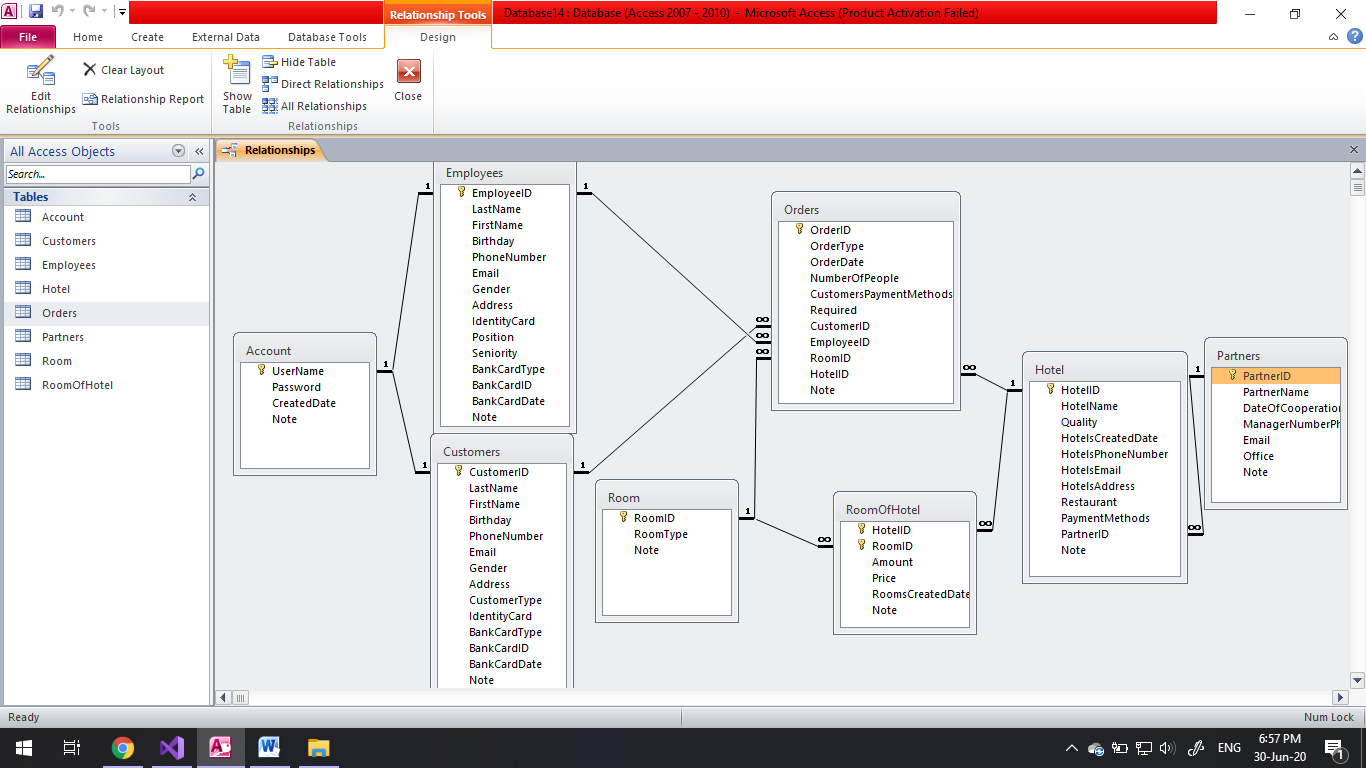 Relationship Tools
Database14 : Database (Access 2007 - 2010) - Microsoft Access (Product Activation Failed)
File Home Create External Data Database Tools Design
Edit Relationships
Clear Layout
Relationship Report
Tools
Show Table
Hide Table
Direct Relationships
All Relationships
Relationships
Close
All Access Objects
Search...
Tables
Account
Customers
Employees
Hotel
Orders
Partners
Room
RoomOfHotel
Relationships
Account
UserName
Password
CreatedDate
Note
1
Employees
EmployeeID
LastName
FirstName
Birthday
PhoneNumber
Email
Gender
Address
IdentityCard
Position
Seniority
BankCardType
BankCardID
BankCardDate
Note
1
1
Customers
CustomerID
LastName
FirstName
Birthday
PhoneNumber
Email
Gender
Address
CustomerType
IdentityCard
BankCardType
BankCardID
BankCardDate
Note
1
1
Room
RoomID
RoomType
Note
1
Orders
OrderID
OrderType
OrderDate
NumberOfPeople
CustomersPaymentMethods
Required
CustomerID
EmployeeID
RoomID
HotelID
Note
∞
∞
∞
∞
RoomOfHotel
HotelID
RoomID
Amount
Price
RoomsCreatedDate
Note
∞
∞
Hotel
HotelID
HotelName
Quality
HotelsCreatedDate
HotelsPhoneNumber
HotelsEmail
HotelsAddress
Restaurant
PaymentMethods
PartnerID
Note
1
∞
Partners
PartnerID
PartnerName
DateOfCooperation
ManagerNumberPh
Email
Office
Note
1
Ready
Num Lock
ENG
6:57 PM
30-Jun-20
1